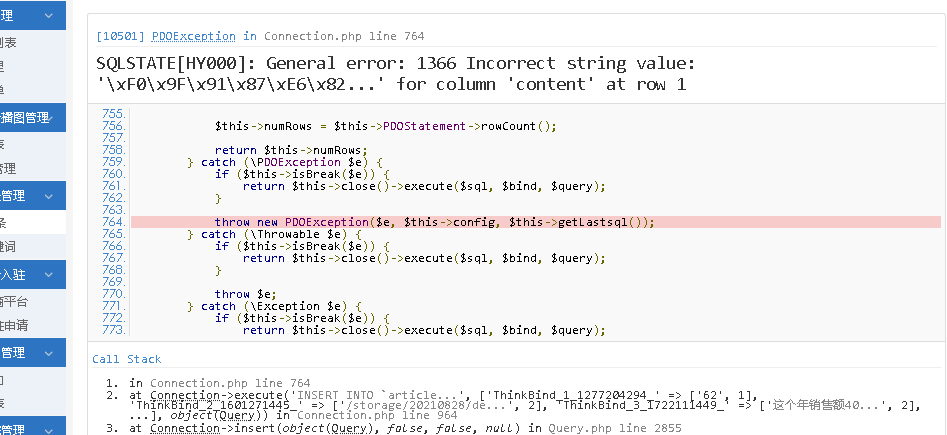 理
列表
理
单
播图管理
表
管理
管理
条
键词
入驻
平台
申请
管理
表
管理
[10501] PDOException in Connection.php line 764
SQLSTATE[HY000]: General error: 1366 Incorrect string value:
'\xF0\x9F\x91\x87\xE6\x82...' for column 'content' at row 1
755.
756. $this->numRows = $this->PDOStatement->rowCount();
757.
758. return $this->numRows;
759. } catch (\PDOException $e) {
760. if ($this->isBreak($e)) {
761. return $this->close()->execute($sql, $bind, $query);
762. }
763.
764. throw new PDOException($e, $this->config, $this->getLastsql());
765. } catch (\Throwable $e) {
766. if ($this->isBreak($e)) {
767. return $this->close()->execute($sql, $bind, $query);
768. }
769.
770. throw $e;
771. } catch (\Exception $e) {
772. if ($this->isBreak($e)) {
773. return $this->close()->execute($sql, $bind, $query);
Call Stack
1. in Connection.php line 764
2. at Connection->execute('INSERT INTO `article...', ['ThinkBind_1_1277204294_' => ['62', 1],
'ThinkBind_2_1601271445_' => ['/storage/20210828/de...', 2], 'ThinkBind_3_1722111449_' => ['这个年销售额40...', 2],
...], object(Query)) in Connection.php line 964
3. at Connection->insert(object(Query), false, false, null) in Query.php line 2855